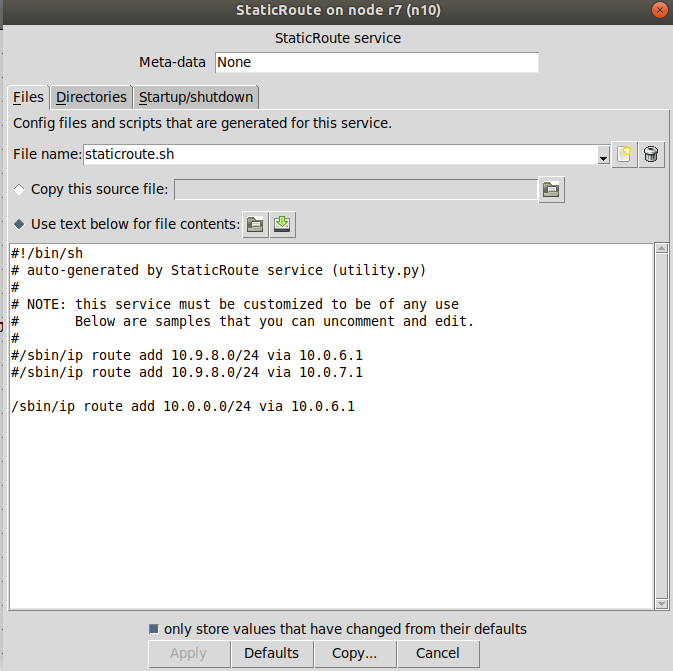 StaticRoute on node r7 (n10)
StaticRoute service
Meta-data None
Files Directories Startup/shutdown
Config files and scripts that are generated for this service.
File name: staticroute.sh
Copy this source file:
Use text below for file contents:
#!/bin/sh
# auto-generated by StaticRoute service (utility.py)
#
# NOTE: this service must be customized to be of any use
#       Below are samples that you can uncomment and edit.
#
#/sbin/ip route add 10.9.8.0/24 via 10.0.6.1
#/sbin/ip route add 10.9.8.0/24 via 10.0.7.1
/sbin/ip route add 10.0.0.0/24 via 10.0.6.1
only store values that have changed from their defaults
Apply Defaults Copy... Cancel